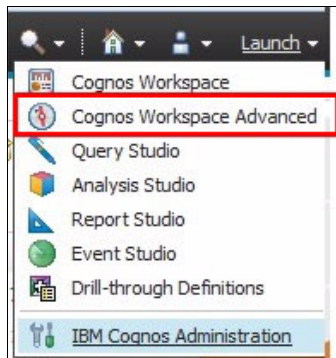 Launch
Cognos Workspace
Cognos Workspace Advanced
Query Studio
Analysis Studio
Report Studio
Event Studio
Drill-through Definitions
IBM Cognos Administration